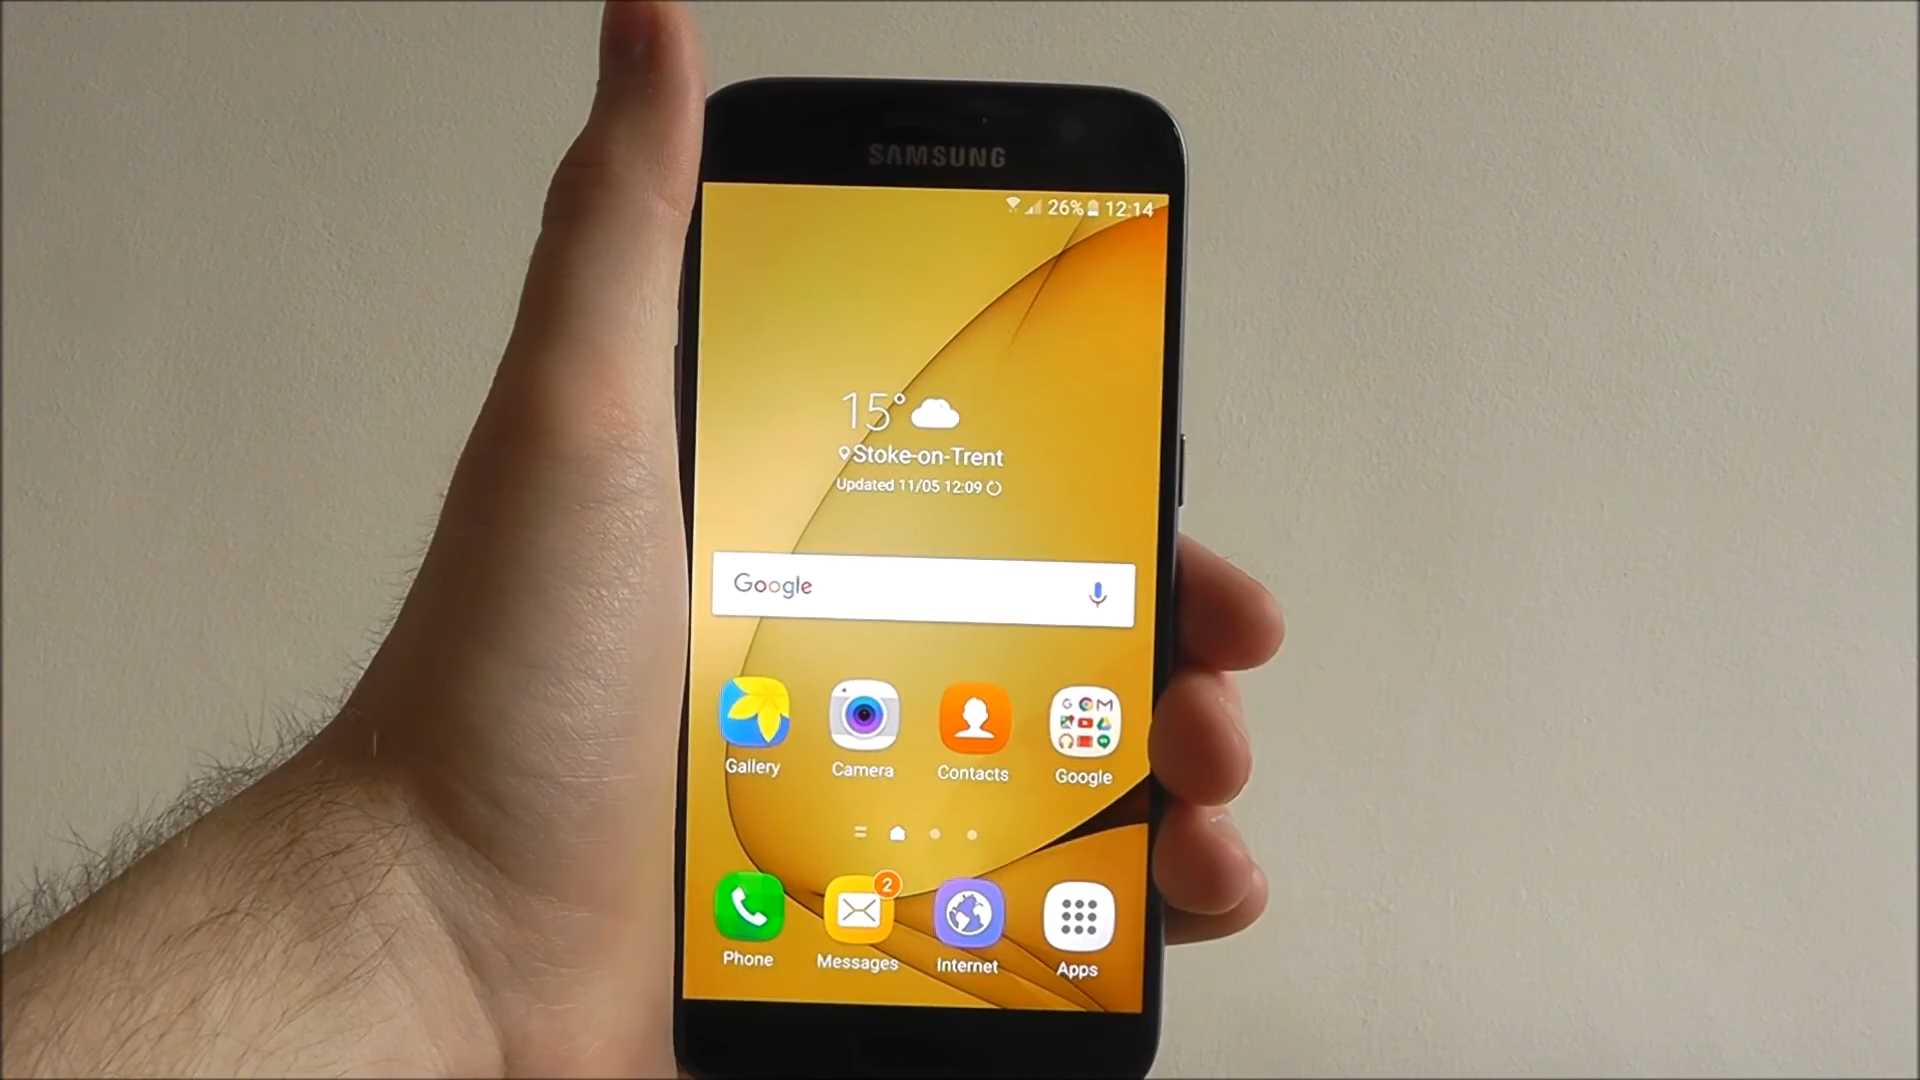 SAMSUNG
26% 12:14
15°
Stoke-on-Trent
Updated 11/05 12:09
Google
Gallery Camera Contacts Google
2
Phone Messages Internet Apps